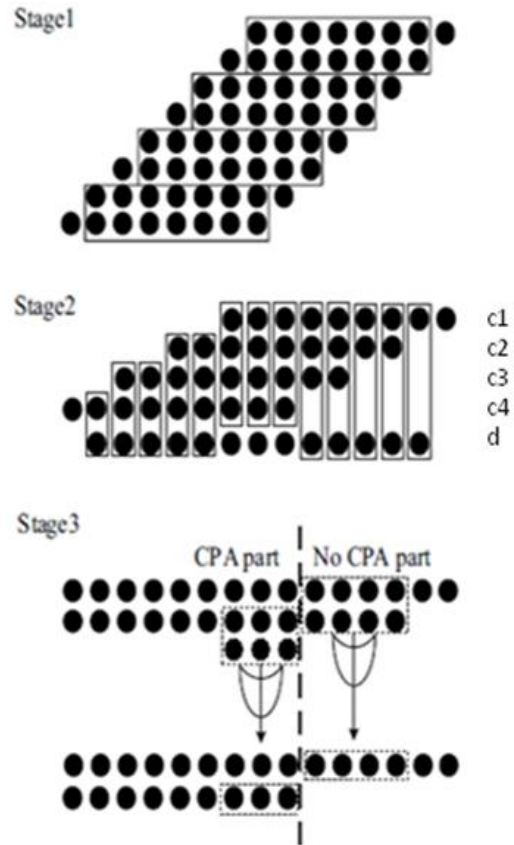 Stage1
Stage2
c1
c2
c3
c4
d
Stage3
CPA part
No CPA part